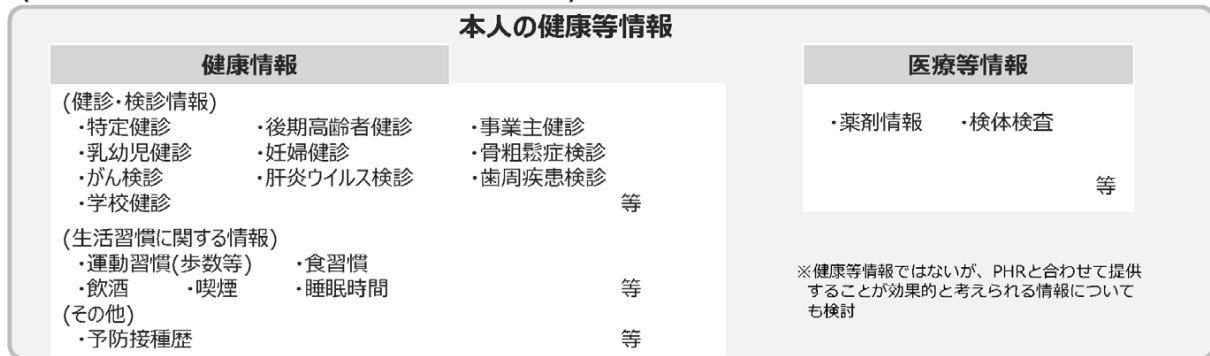 本人の健康等情報
健康情報
(健診・検診情報)
・特定健診 ・後期高齢者健診 ・事業主健診
・乳幼児健診 ・妊婦健診 ・骨粗鬆症検診
・がん検診 ・肝炎ウイルス検診 ・歯周疾患検診
・学校健診 等
(生活習慣に関する情報)
・運動習慣(歩数等) ・食習慣
・飲酒 ・喫煙 ・睡眠時間 等
(その他)
・予防接種歴 等
医療等情報
・薬剤情報 ・検体検査
等
※健康等情報ではないが、PHRと合わせて提供
することが効果的と考えられる情報について
も検討